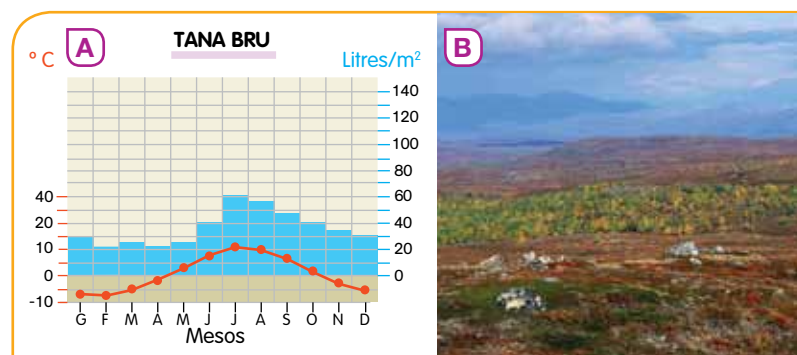 A
TANA BRU
B
° C
Litres/m²
140
120
100
80
40 60
20 40
10 20
0 0
-10
G F M A M J J A S O N D
Mesos